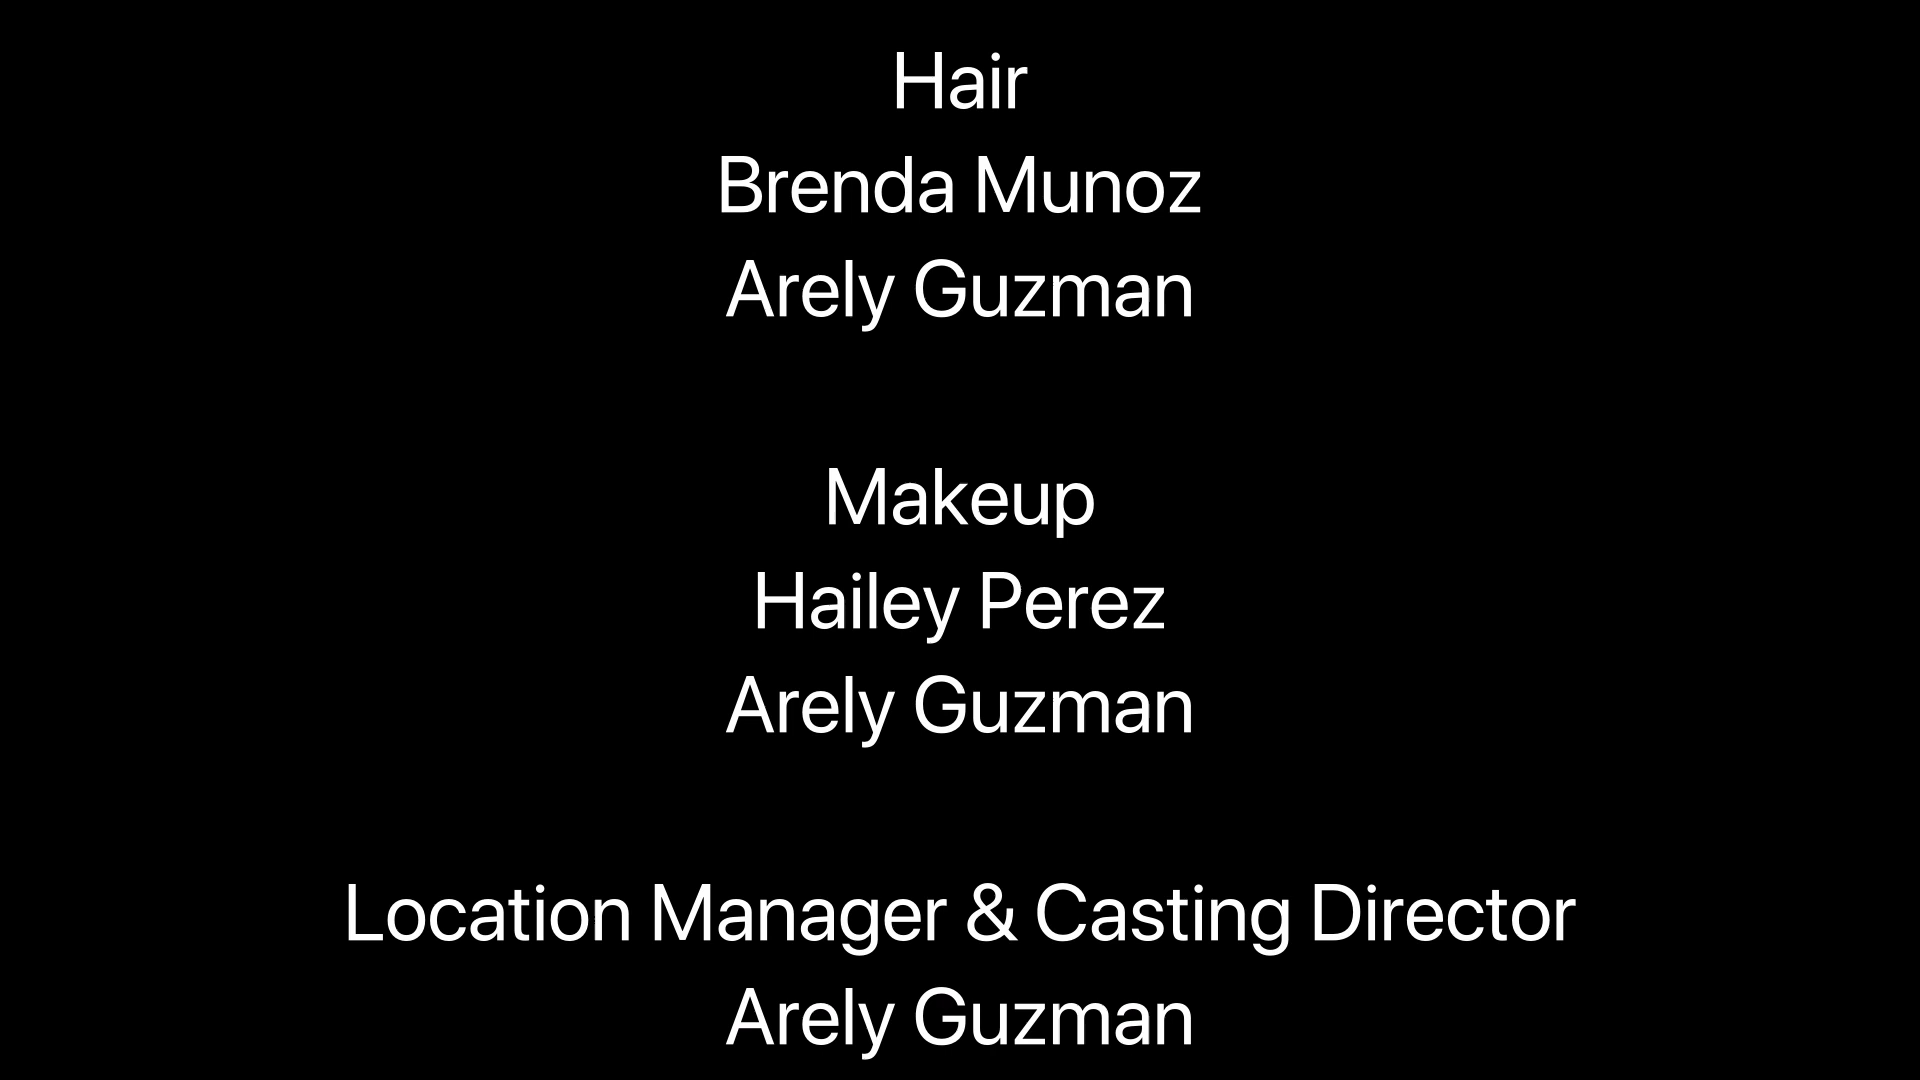 Hair
Brenda Munoz
Arely Guzman
Makeup
Hailey Perez
Arely Guzman
Location Manager & Casting Director
Arely Guzman